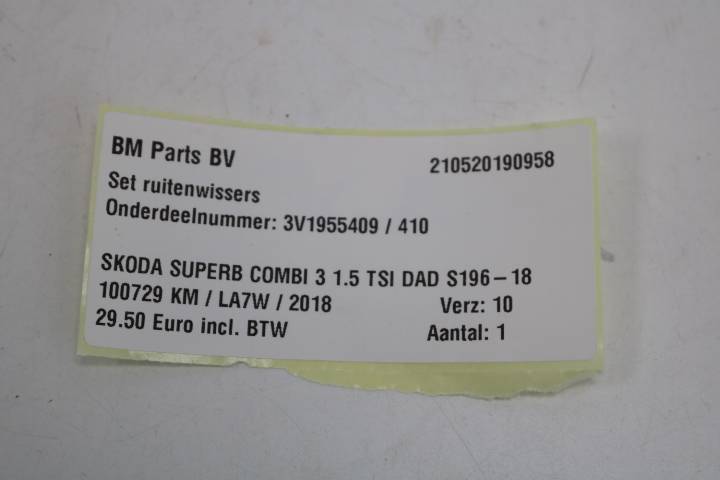 BM Parts BV 210520190958
Set ruitenwissers
Onderdeelnummer: 3V1955409 / 410
SKODA SUPERB COMBI 3 1.5 TSI DAD S196-18
100729 KM / LA7W / 2018 Verz: 10
29.50 Euro incl. BTW Aantal: 1